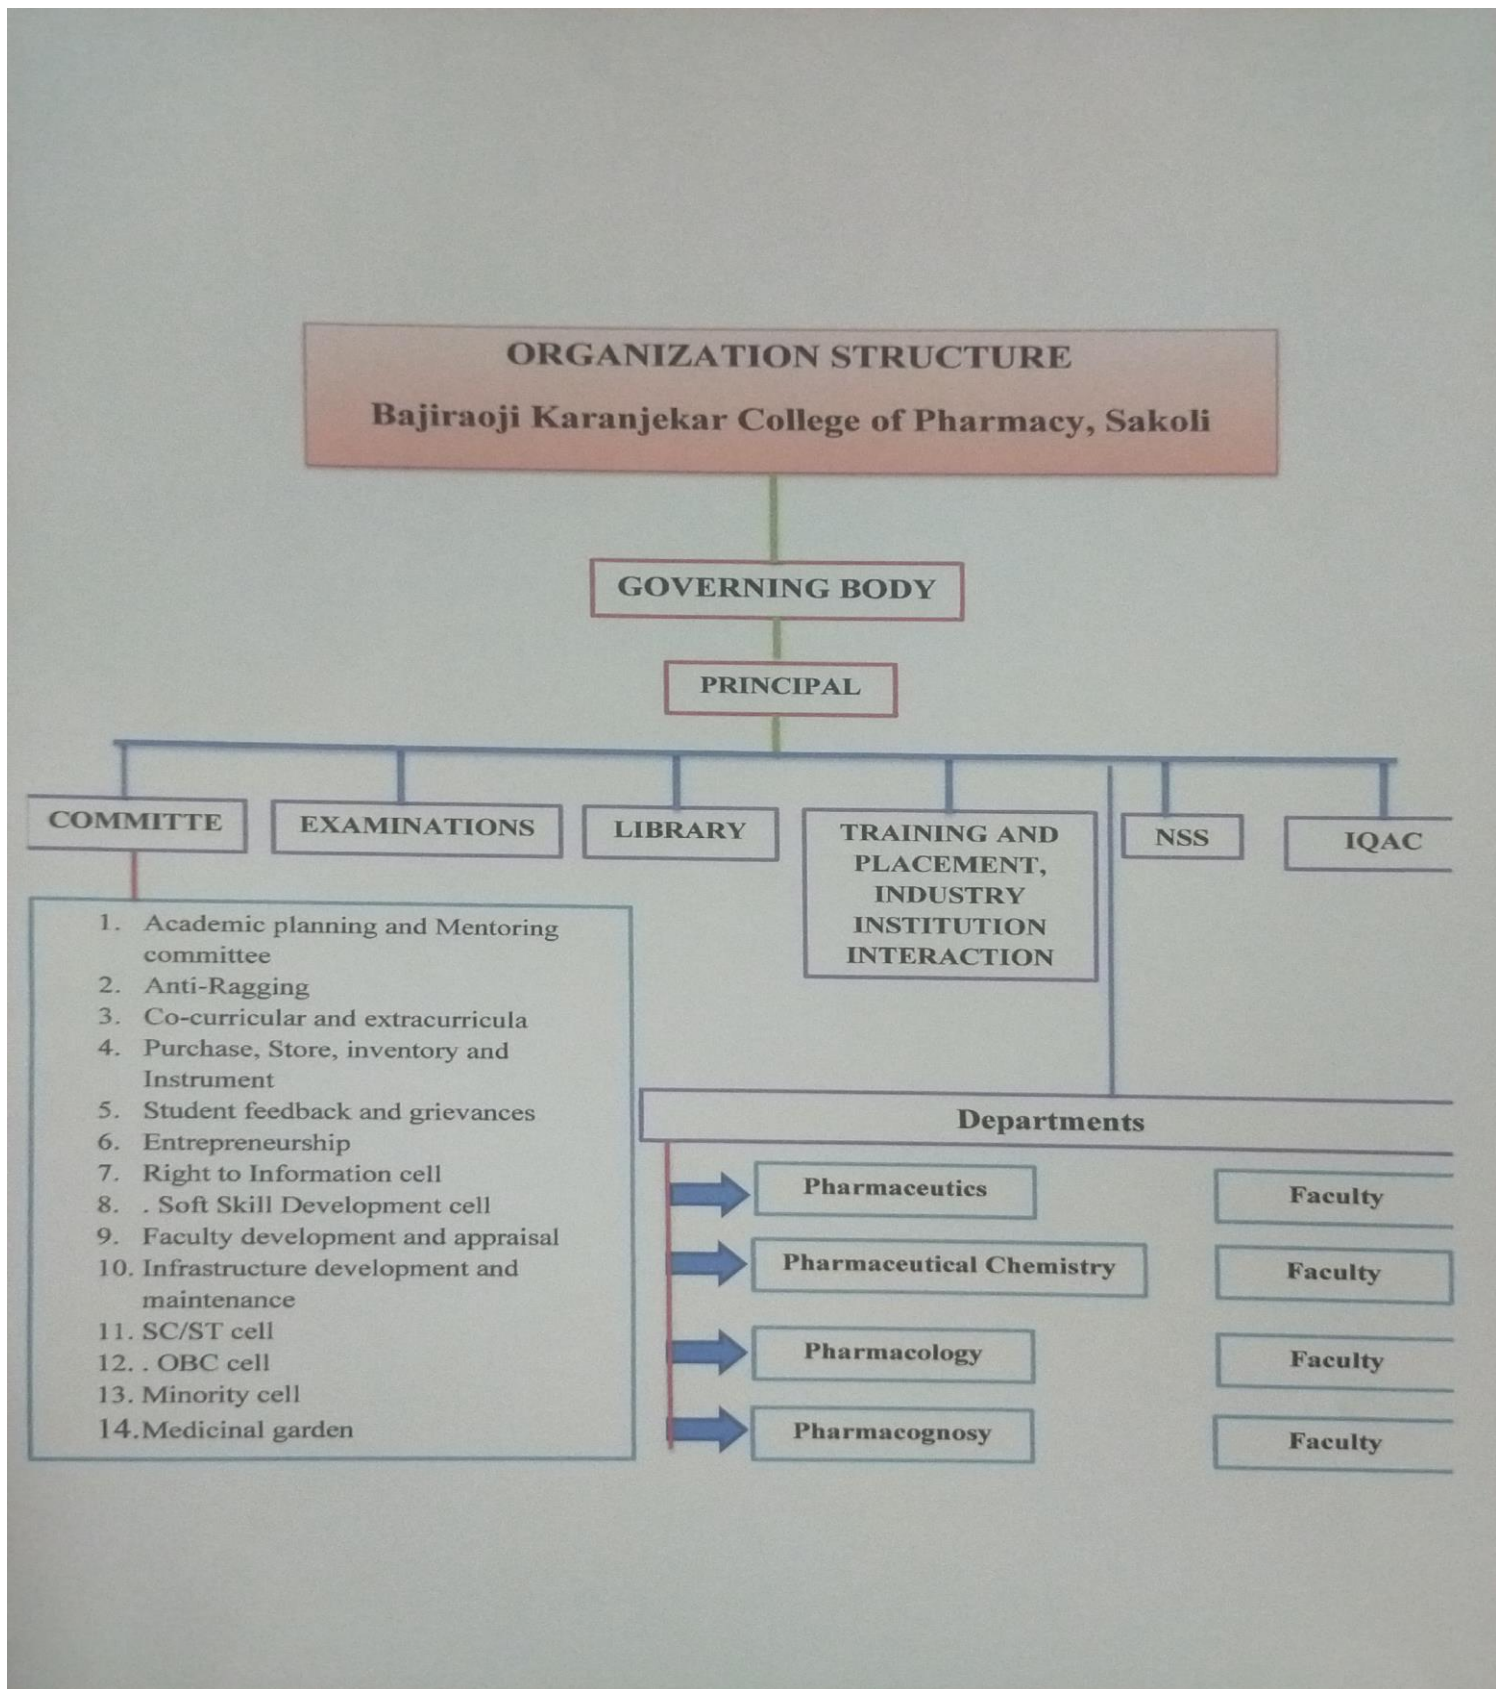 ORGANIZATION STRUCTURE
Bajiraoji Karanjekar College of Pharmacy, Sakoli
GOVERNING BODY
PRINCIPAL
COMMITTE
EXAMINATIONS
LIBRARY
TRAINING AND
PLACEMENT,
INDUSTRY
INSTITUTION
INTERACTION
NSS
IQAC
1. Academic planning and Mentoring
committee
2. Anti-Ragging
3. Co-curricular and extracurricula
4. Purchase, Store, inventory and
Instrument
5. Student feedback and grievances
6. Entrepreneurship
7. Right to Information cell
8. . Soft Skill Development cell
9. Faculty development and appraisal
10. Infrastructure development and
maintenance
11. SC/ST cell
12. . OBC cell
13. Minority cell
14. Medicinal garden
Departments
Pharmaceutics
Faculty
Pharmaceutical Chemistry
Faculty
Pharmacology
Faculty
Pharmacognosy
Faculty